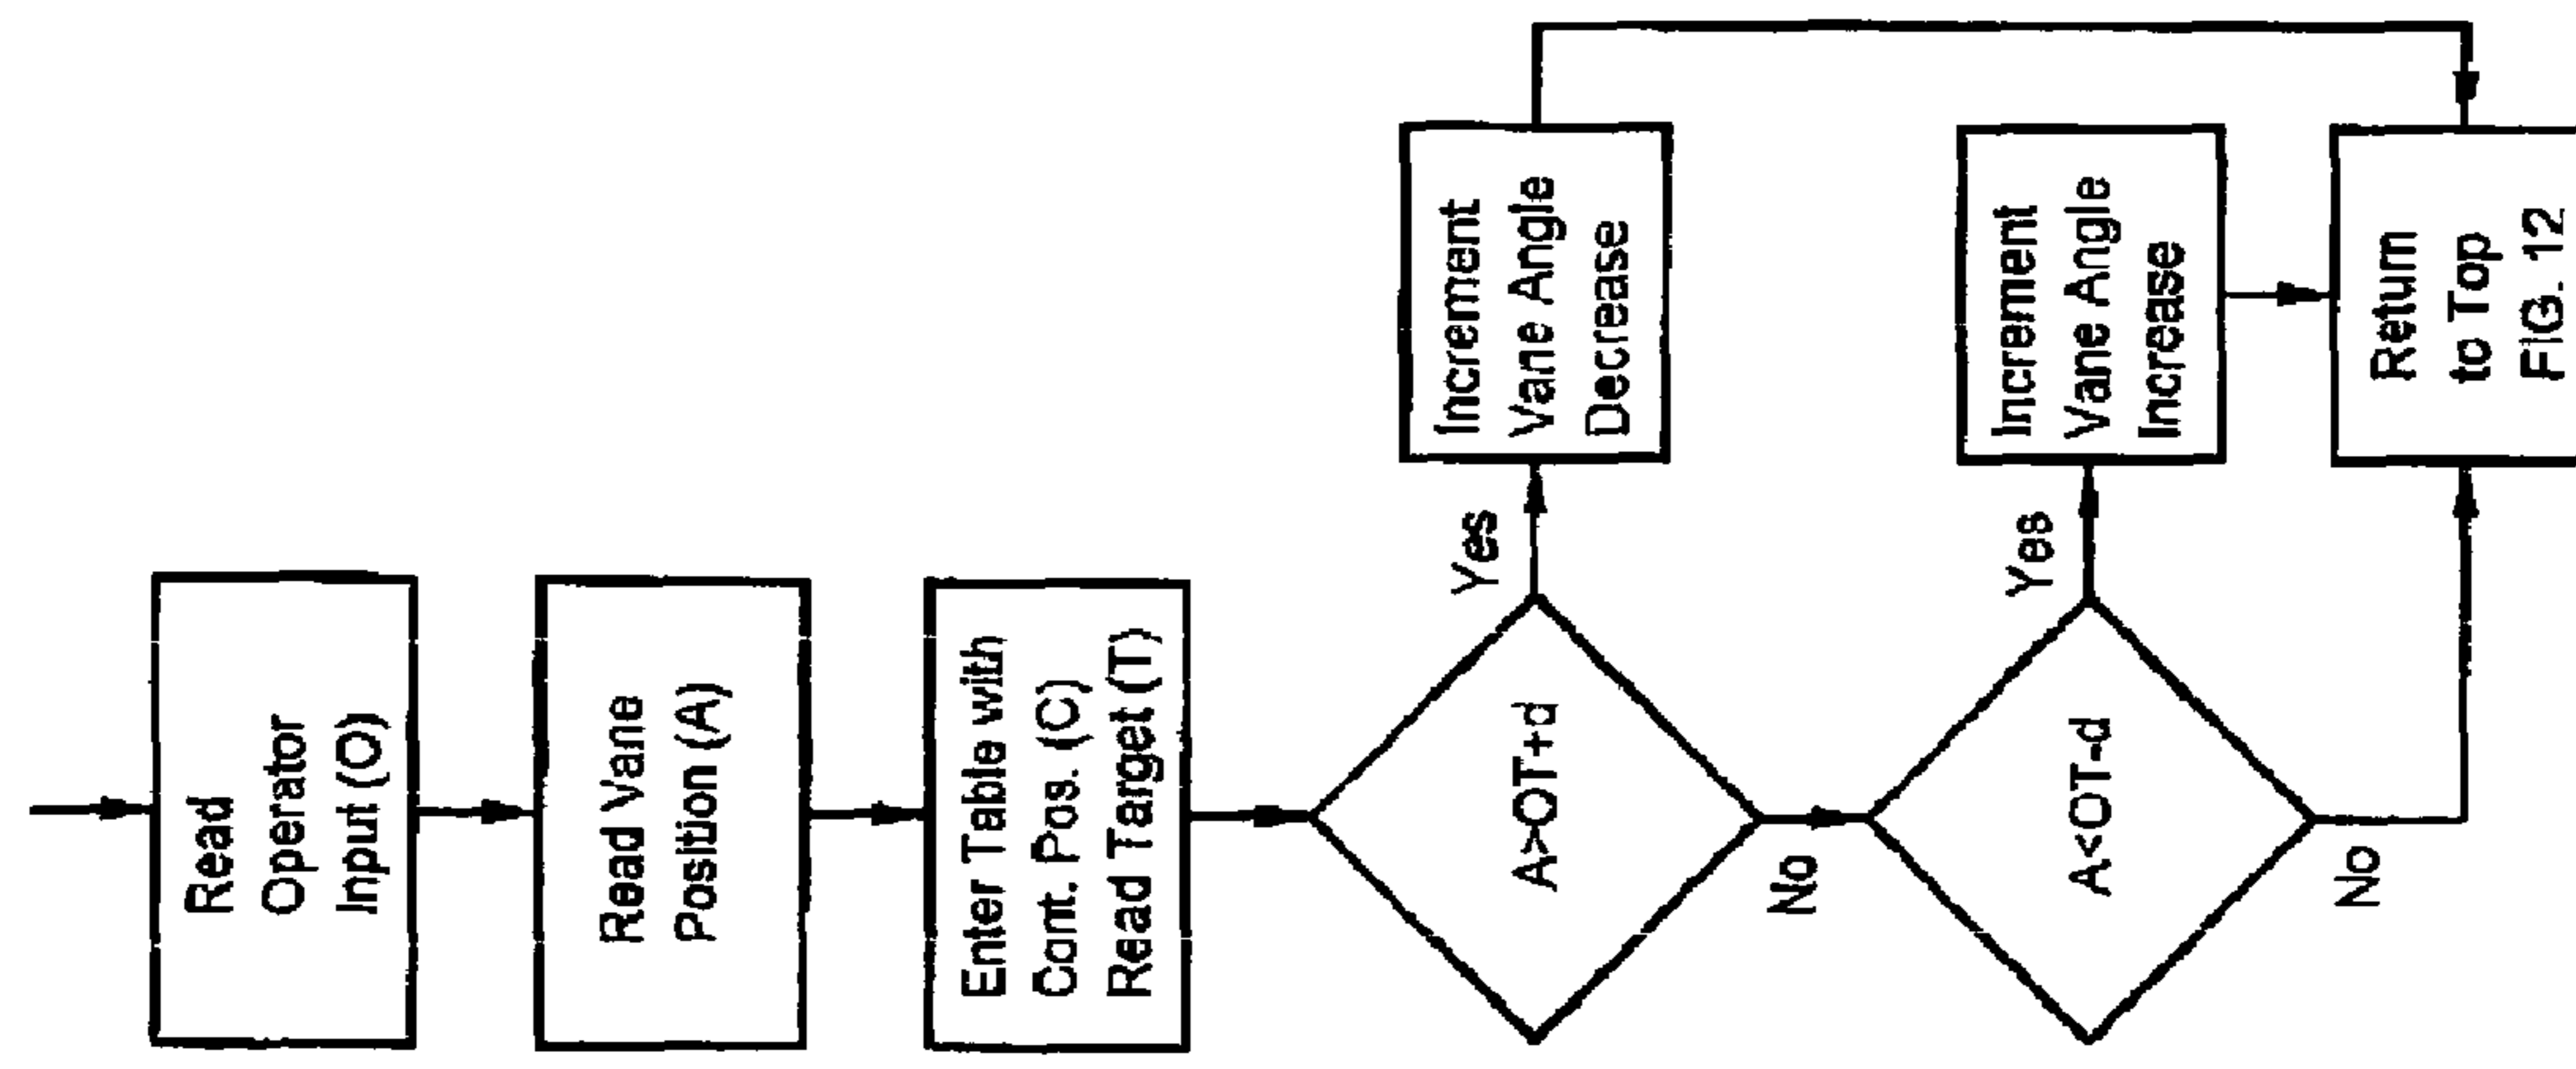 Read
Operator
Input (O)
Read Vane
Position (A)
Enter Table with
Cont. Pos. (C)
Read Target (T)
A>OT+d
Yes
Increment
Vane Angle
Decrease
No
A<OT-d
Yes
Increment
Vane Angle
Increase
No
Return
to Top
FIG. 12